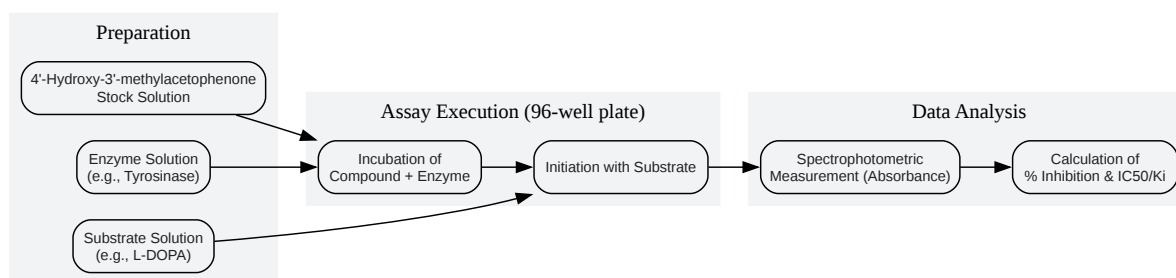 Preparation
4'-Hydroxy-3'-methylacetophenone
Stock Solution
Enzyme Solution
(e.g., Tyrosinase)
Substrate Solution
(e.g., L-DOPA)
Assay Execution (96-well plate)
Incubation of
Compound + Enzyme
Initiation with Substrate
Data Analysis
Spectrophotometric
Measurement (Absorbance)
Calculation of
% Inhibition & IC50/Ki